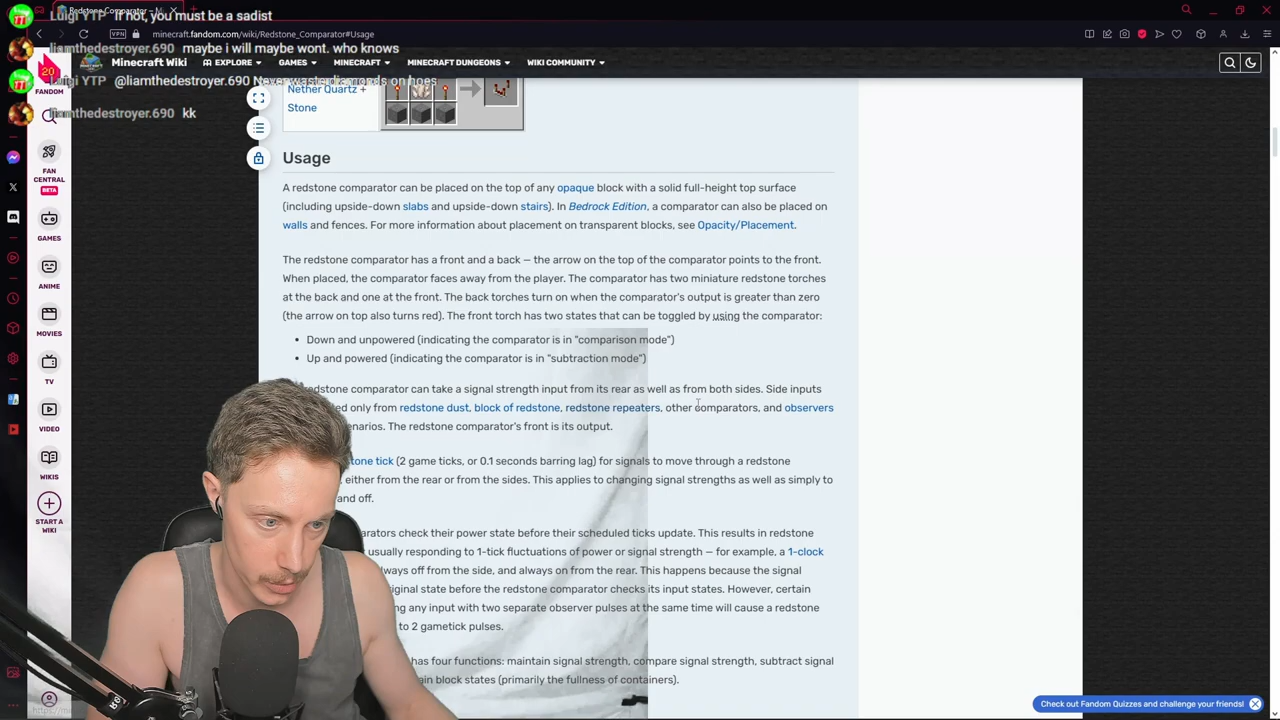 Luigi YTP If not, you must be a sadist
Redstone Comparator –
minecraft.fandom.com/wiki/Redstone_Comparator#Usage
VPN
liamthedestroyer.690 maybe i will maybe wont. who knows
20
FANDOM
Minecraft Wiki
EXPLORE
GAMES
MINECRAFT
MINECRAFT DUNGEONS
WIKI COMMUNITY
Luigi YTP @liamthedestroyer.690 Never waste diamonds on hoes
liamthedestroyer.690 kk
Nether Quartz +
Stone
FAN
CENTRAL
BETA
GAMES
ANIME
MOVIES
TV
VIDEO
WIKIS
START A
WIKI
Usage
A redstone comparator can be placed on the top of any opaque block with a solid full-height top surface
(including upside-down slabs and upside-down stairs). In Bedrock Edition, a comparator can also be placed on
walls and fences. For more information about placement on transparent blocks, see Opacity/Placement.
The redstone comparator has a front and a back — the arrow on the top of the comparator points to the front.
When placed, the comparator faces away from the player. The comparator has two miniature redstone torches
at the back and one at the front. The back torches turn on when the comparator's output is greater than zero
(the arrow on top also turns red). The front torch has two states that can be toggled by using the comparator:
• Down and unpowered (indicating the comparator is in "comparison mode")
• Up and powered (indicating the comparator is in "subtraction mode")
redstone comparator can take a signal strength input from its rear as well as from both sides. Side inputs
only from redstone dust, block of redstone, redstone repeaters, other comparators, and observers
The redstone comparator's front is its output.
tick (2 game ticks, or 0.1 seconds barring lag) for signals to move through a redstone
either from the rear or from the sides. This applies to changing signal strengths as well as simply to
and off.
check their power state before their scheduled ticks update. This results in redstone
usually responding to 1-tick fluctuations of power or signal strength — for example, a 1-clock
always off from the side, and always on from the rear. This happens because the signal
state before the redstone comparator checks its input states. However, certain
any input with two separate observer pulses at the same time will cause a redstone
to 2 gametick pulses.
has four functions: maintain signal strength, compare signal strength, subtract signal
block states (primarily the fullness of containers).
Check out Fandom Quizzes and challenge your friends!